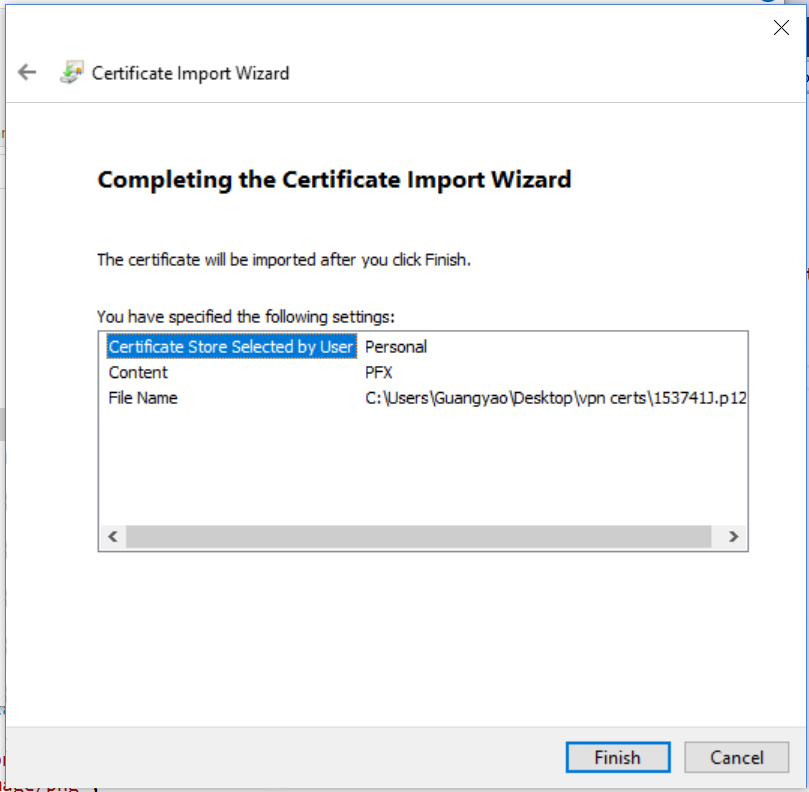 Certificate Import Wizard
Completing the Certificate Import Wizard
The certificate will be imported after you click Finish.
You have specified the following settings:
Certificate Store Selected by User Personal
Content PFX
File Name C:\Users\Guangyao\Desktop\vpn certs\153741J.p12
Finish Cancel